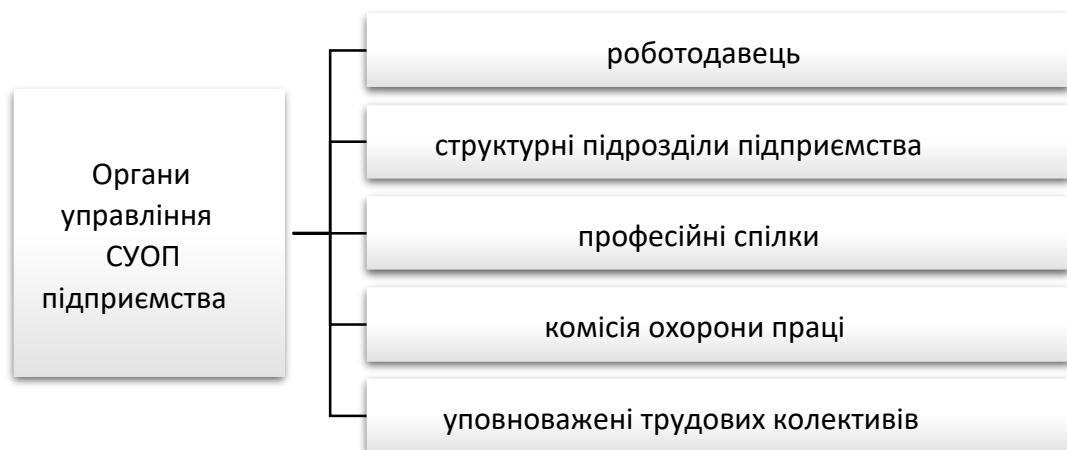 Органи
управління
СУОП
підприємства
роботодавець
структурні підрозділи підприємства
професійні спілки
комісія охорони праці
уповноважені трудових колективів